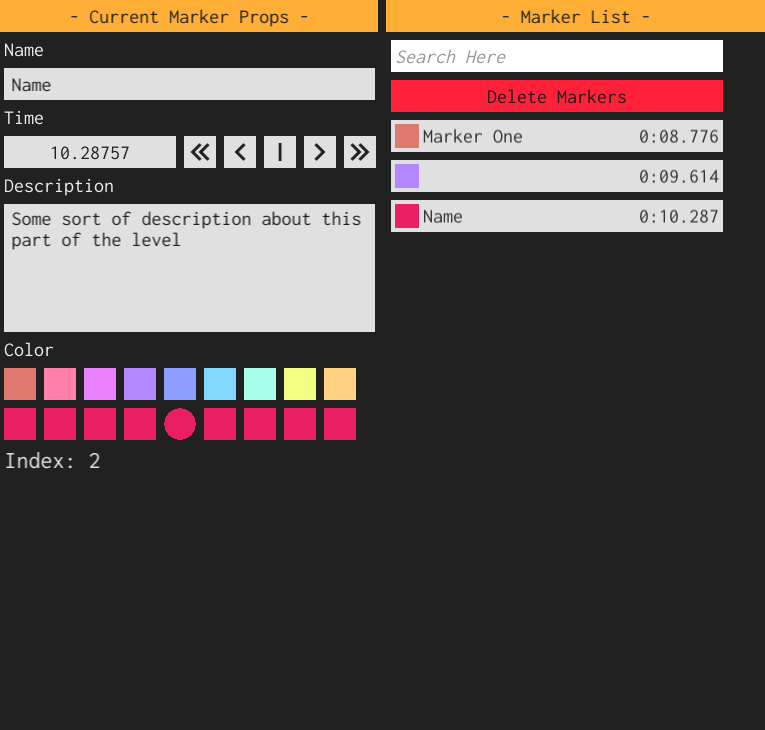 - Current Marker Props -
Name
Name
Time
10.28757
Description
Some sort of description about this
part of the level
Color
Index: 2
- Marker List -
Search Here
Delete Markers
Marker One 0:08.776
0:09.614
Name 0:10.287